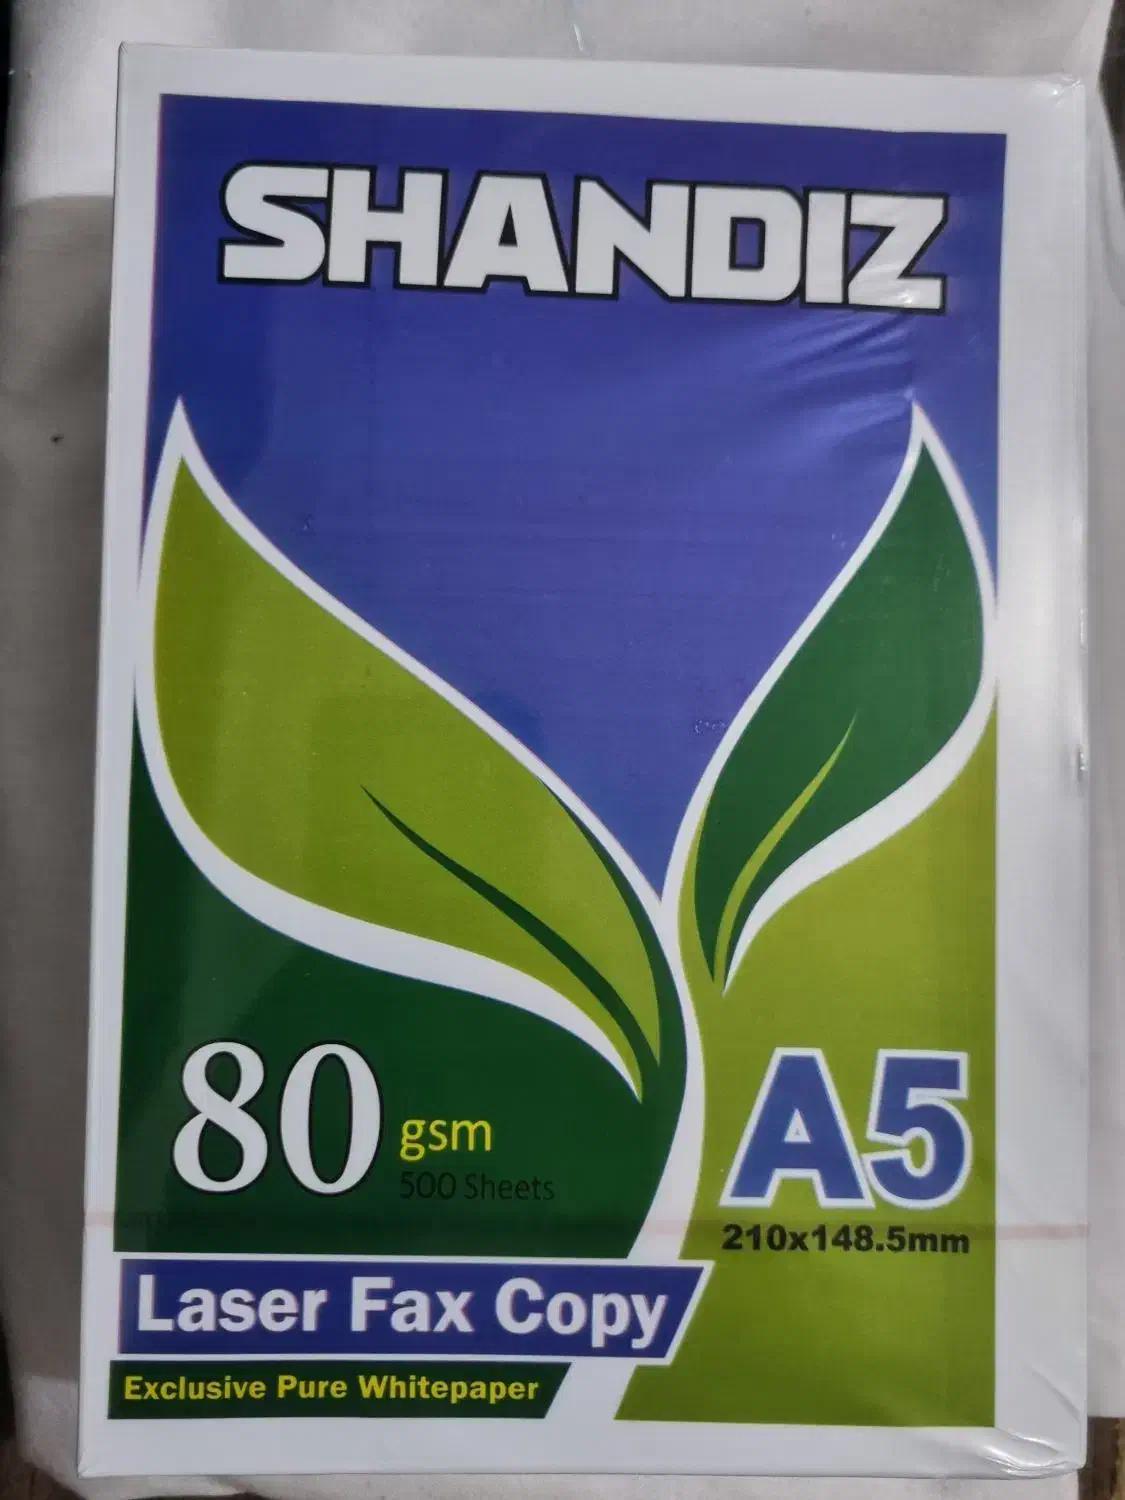 SHANDIZ
80
gsm
500 Sheets
A5
210x148.5mm
Laser Fax Copy
Exclusive Pure Whitepaper